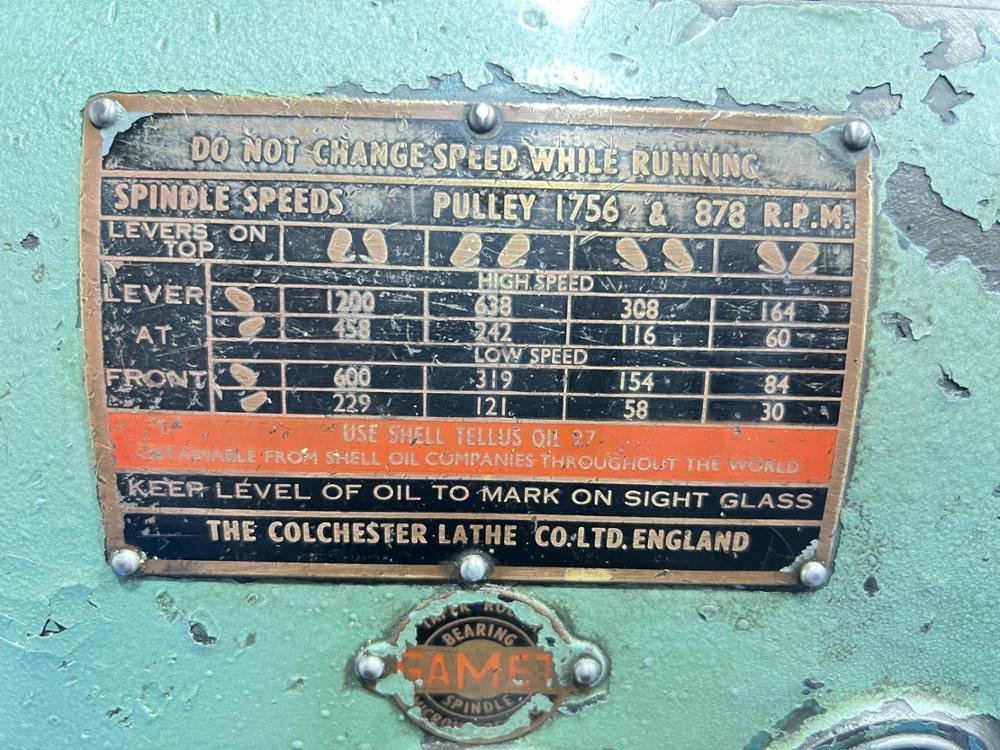 DO NOT CHANGE SPEED WHILE RUNNING
SPINDLE SPEEDS PULLEY 1756 & 878 R.P.M.
LEVERS ON TOP
HIGH SPEED
LEVER AT FRONT
1200 638 308 164
458 242 116 60
LOW SPEED
600 319 154 84
229 121 58 30
USE SHELL TELLUS OIL 27
OBTAINABLE FROM SHELL OIL COMPANIES THROUGHOUT THE WORLD
KEEP LEVEL OF OIL TO MARK ON SIGHT GLASS
THE COLCHESTER LATHE CO. LTD. ENGLAND
BEARING
GAMET
SPINDLE